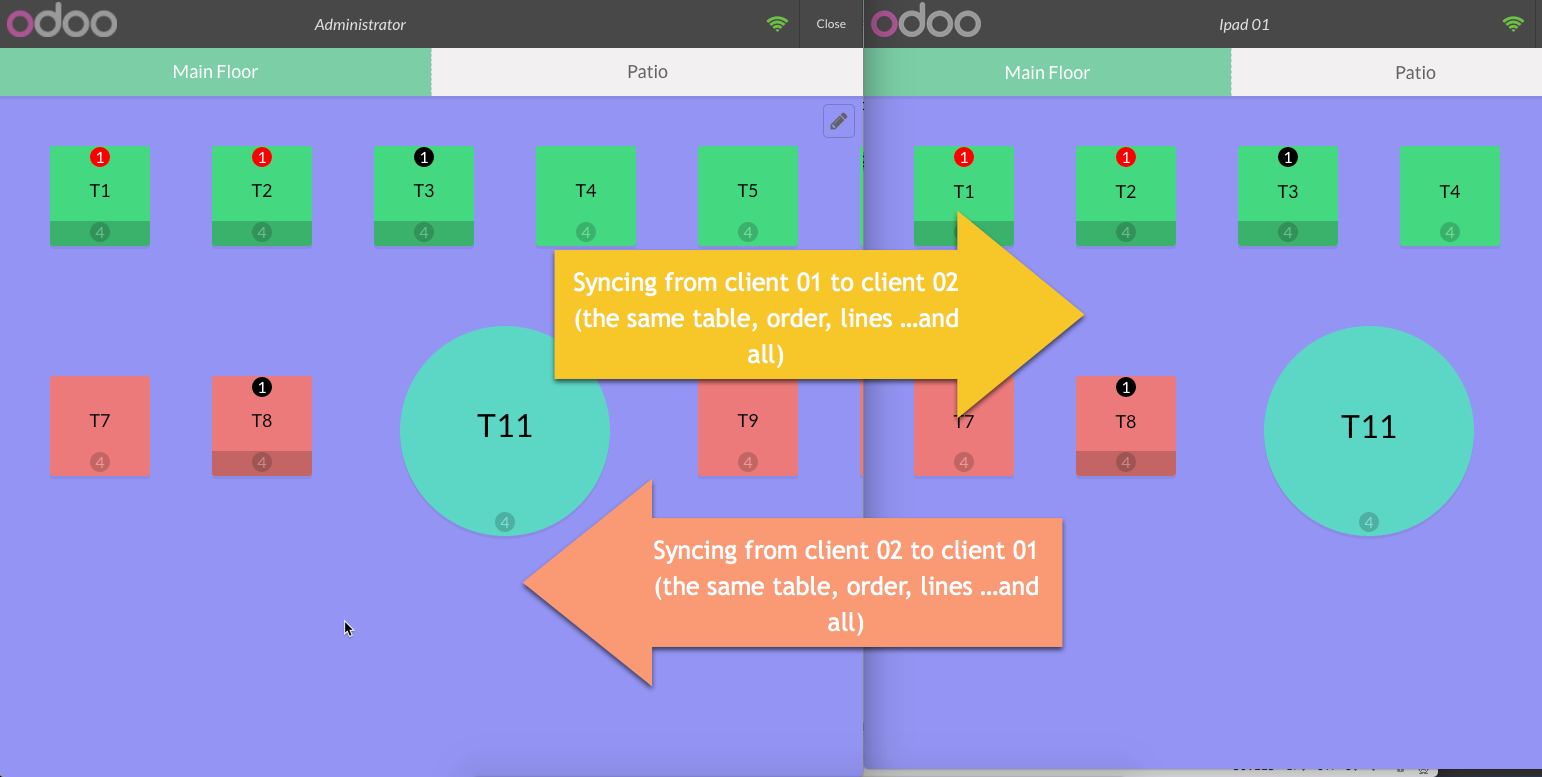 odoo
Administrator
Close
Main Floor
Patio
1
T1
4
1
T2
4
1
T3
4
T4
4
T5
4
T7
4
1
T8
4
T11
4
T9
4
odoo
Ipad 01
Main Floor
Patio
1
T1
1
T2
4
1
T3
4
T4
4
T7
4
1
T8
4
T11
4
Syncing from client 01 to client 02
(the same table, order, lines ...and
all)
Syncing from client 02 to client 01
(the same table, order, lines ...and
all)